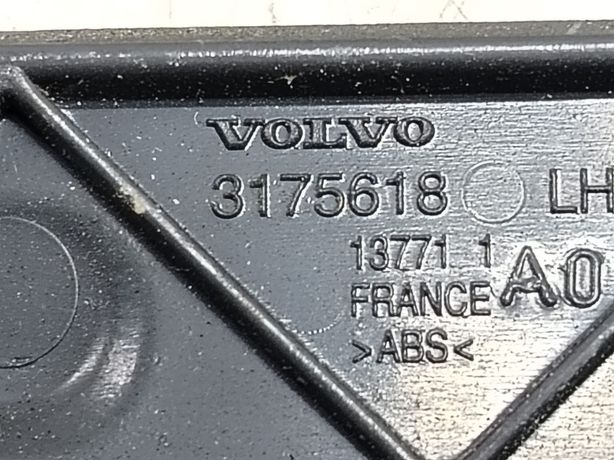 VOLVO
3175618 LH
13771 1
FRANCE A0
>ABS<